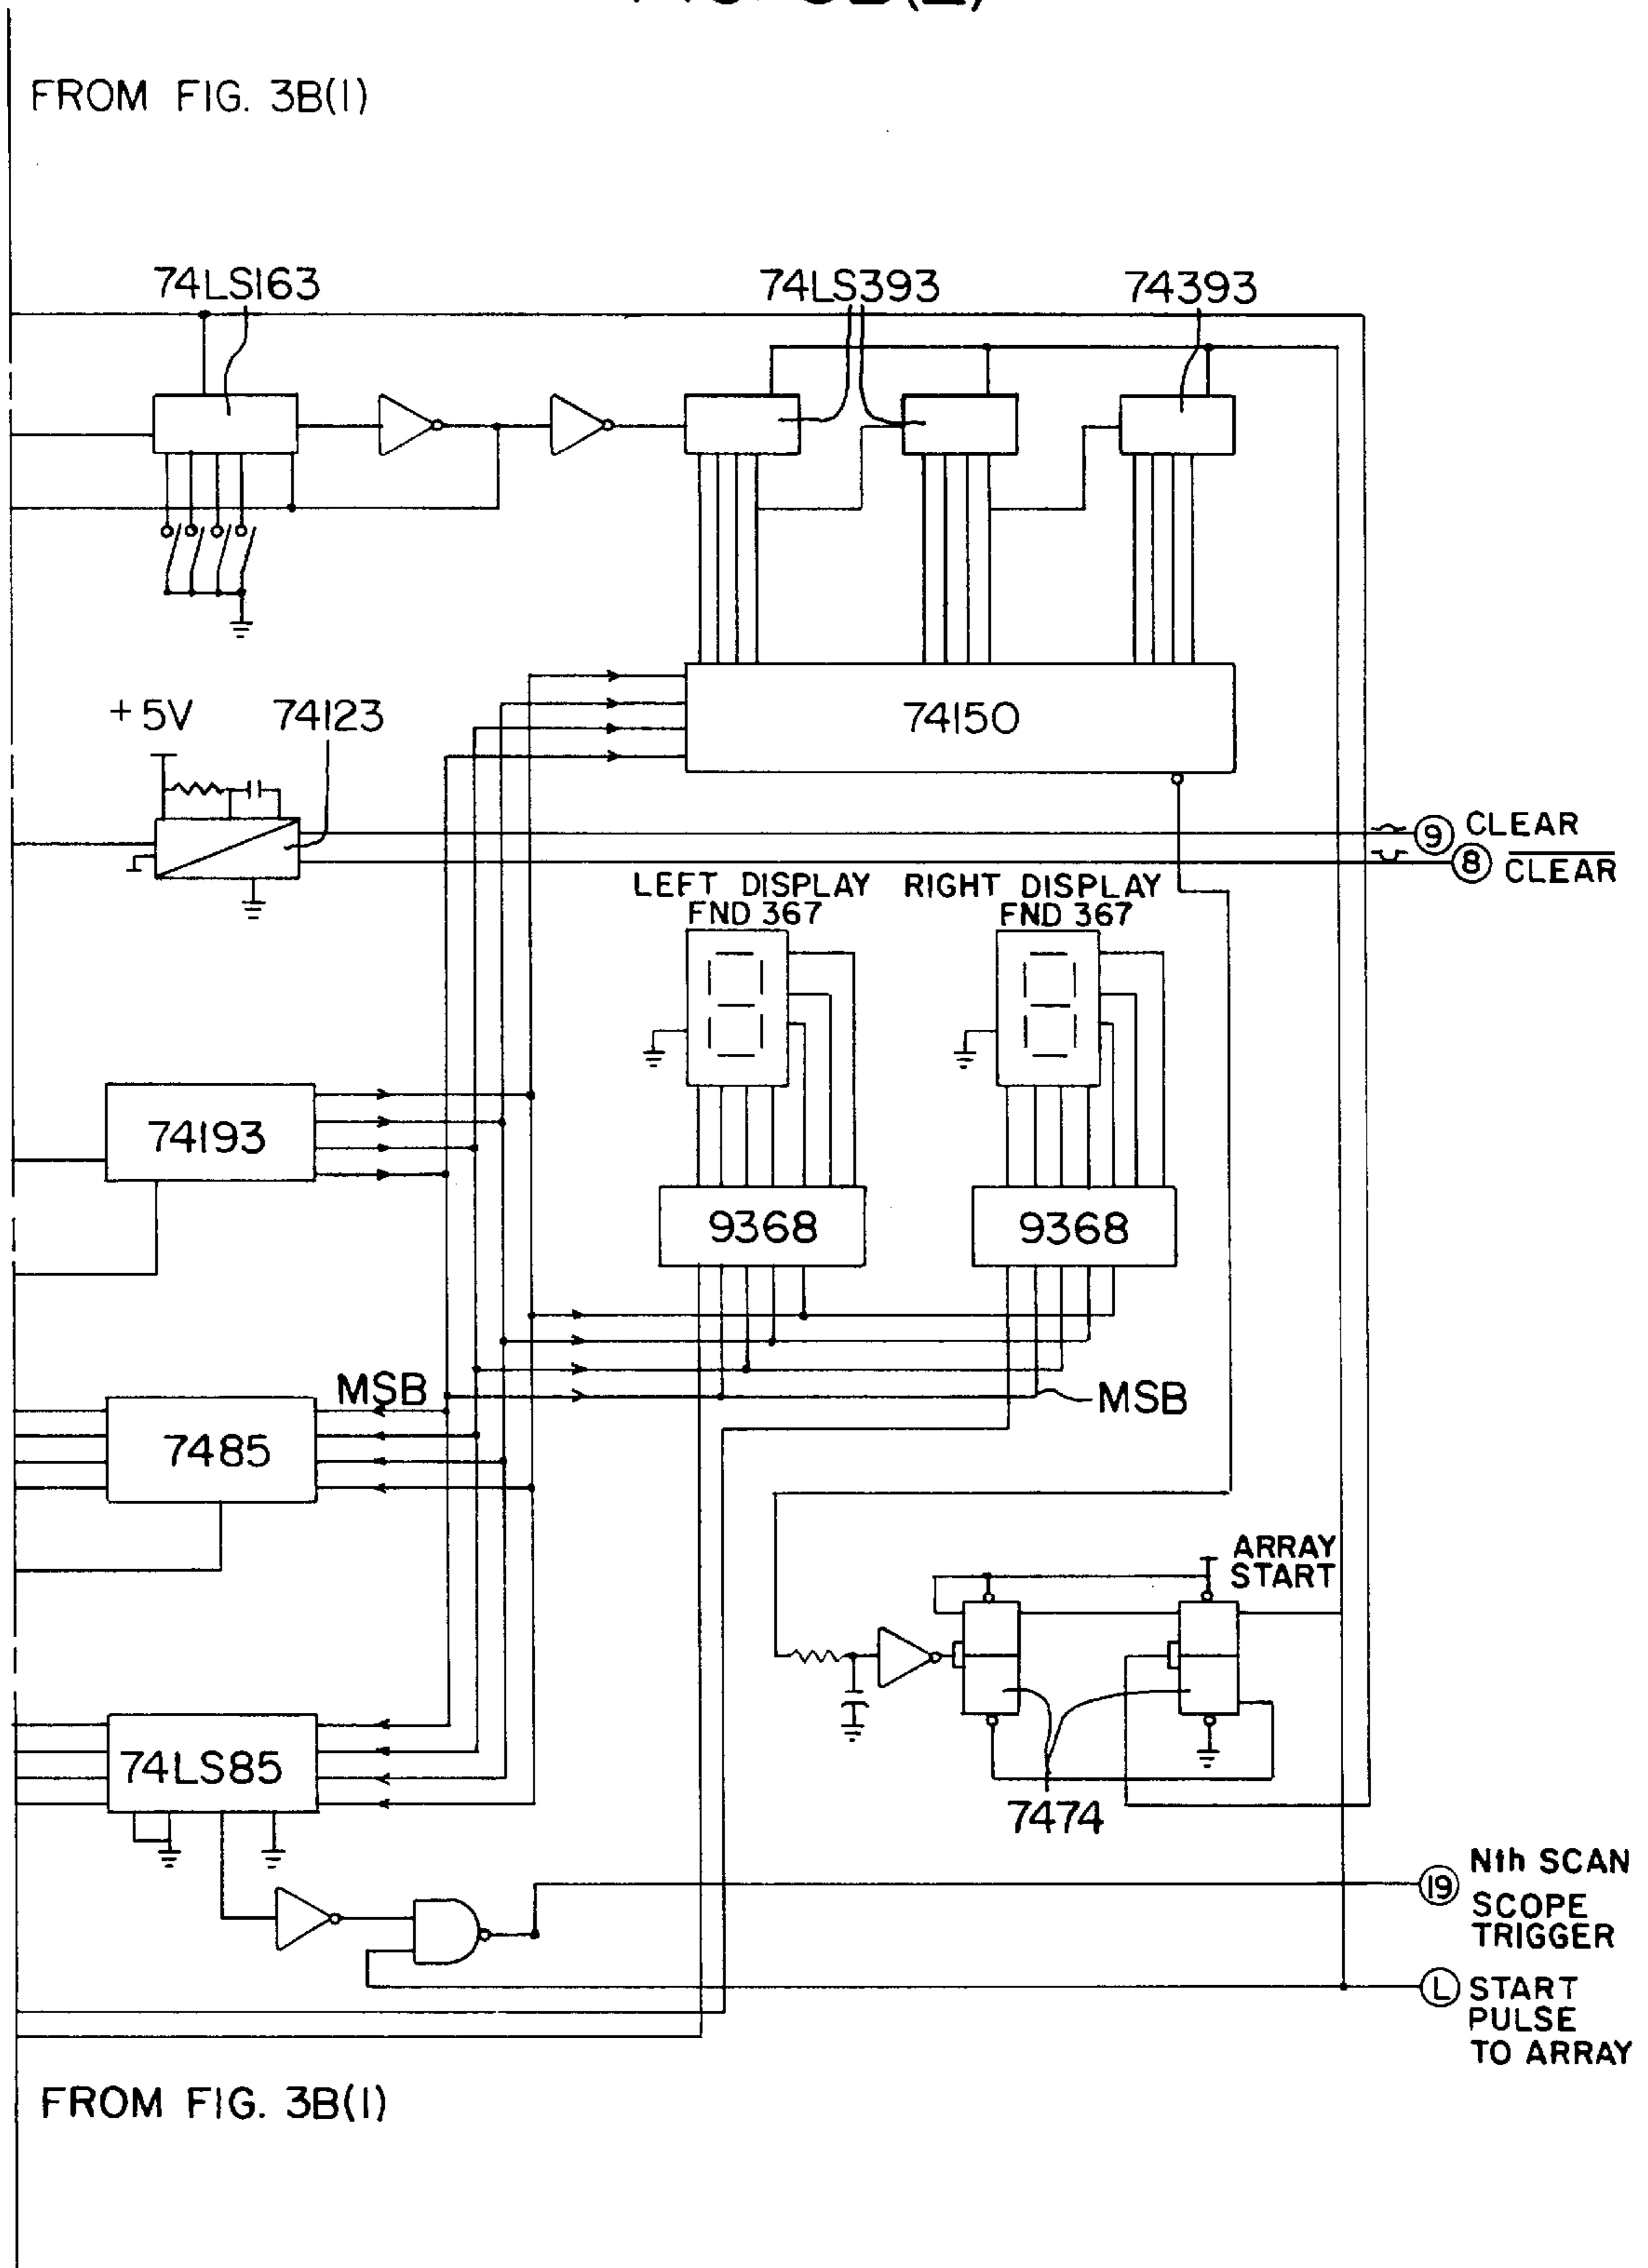 FROM FIG. 3B(1)
74LS163
74LS393
74393
74150
+5V
74123
9 CLEAR
8 CLEAR
LEFT DISPLAY
FND 367
RIGHT DISPLAY
FND 367
74193
9368
9368
MSB
MSB
7485
ARRAY
START
74LS85
7474
19 Nth SCAN
SCOPE
TRIGGER
L START
PULSE
TO ARRAY
FROM FIG. 3B(1)